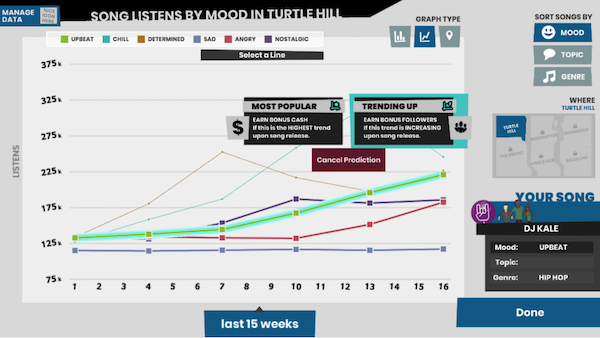 MANAGE
DATA
SONG LISTENS BY MOOD IN TURTLE HILL
GRAPH TYPE
SORT SONGS BY
MOOD
TOPIC
GENRE
UPBEAT
CHILL
DETERMINED
SAD
ANGRY
NOSTALGIC
Select a Line
375k
325k
275k
225k
175k
125k
75k
LISTENS
MOST POPULAR
EARN BONUS CASH
If this is the HIGHEST trend
upon song release.
TRENDING UP
EARN BONUS FOLLOWERS
If this trend is INCREASING
upon song release.
Cancel Prediction
WHERE
TURTLE HILL
TURTLE
HILL
YOUR SONG
DJ KALE
Mood: UPBEAT
Topic:
Genre: HIP HOP
1 2 4 5 6 7 8 9 10 11 12 13 14 15 16
last 15 weeks
Done